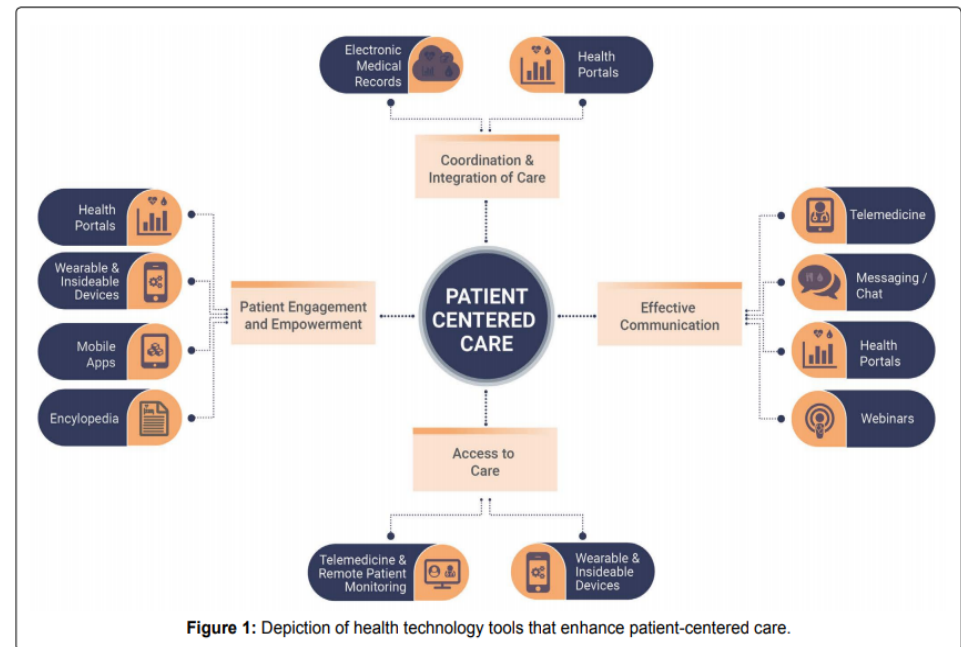 Electronic
Medical
Records
Health
Portals
Coordination &
Integration of Care
Health
Portals
Wearable &
Insideable
Devices
Mobile
Apps
Encylopedia
Patient Engagement
and Empowerment
PATIENT
CENTERED
CARE
Effective
Communication
Telemedicine
Messaging /
Chat
Health
Portals
Webinars
Access to
Care
Telemedicine &
Remote Patient
Monitoring
Wearable &
Insideable
Devices
Figure 1: Depiction of health technology tools that enhance patient-centered care.